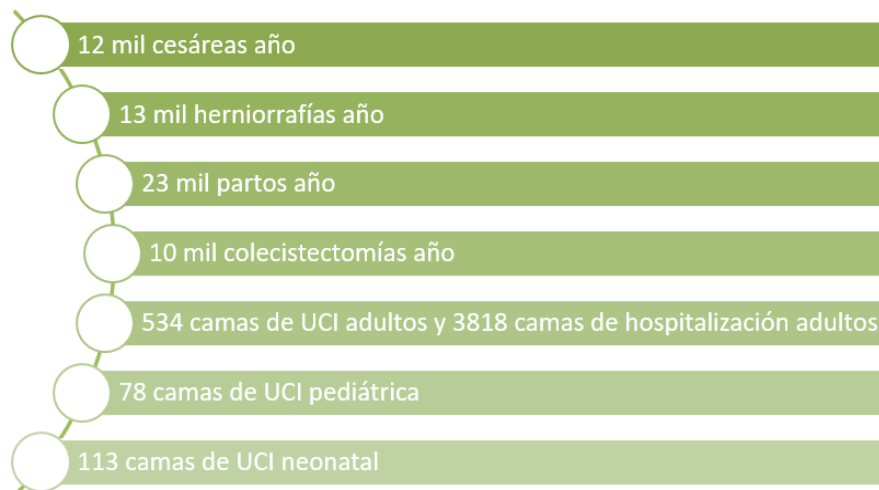 12 mil cesáreas año
13 mil herniorrafías año
23 mil partos año
10 mil colecistectomías año
534 camas de UCI adultos y 3818 camas de hospitalización adultos
78 camas de UCI pediátrica
113 camas de UCI neonatal